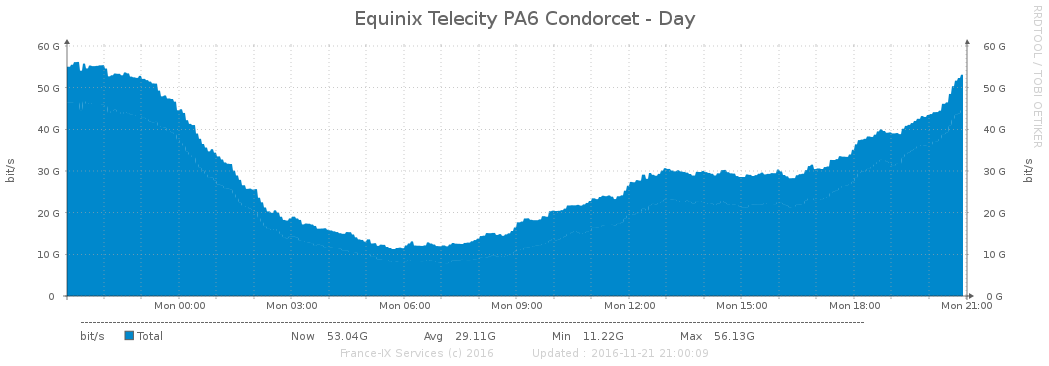 Equinix Telecity PA6 Condorcet - Day
RRDTOOL / TOBI OETIKER
bit/s
60 G
50 G
40 G
30 G
20 G
10 G
0
60 G
50 G
40 G
30 G
20 G
10 G
0 G
bit/s
Mon 00:00 Mon 03:00 Mon 06:00 Mon 09:00 Mon 12:00 Mon 15:00 Mon 18:00 Mon 21:00
bit/s Total Now 53.04G Avg 29.11G Min 11.22G Max 56.13G
France-IX Services (c) 2016 Updated : 2016-11-21 21:00:09